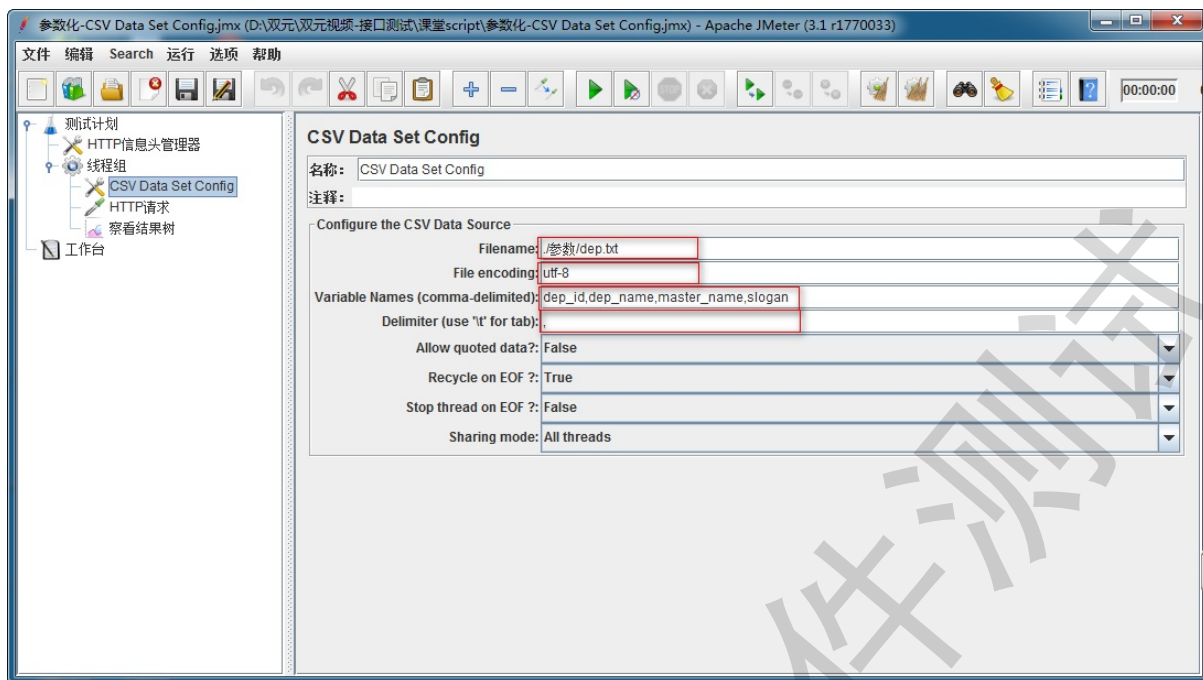 参数化-CSV Data Set Config.jmx (D:\双元\双元视频-接口测试\课堂script\参数化-CSV Data Set Config.jmx) - Apache JMeter (3.1 r1770033)
文件 编辑 Search 运行 选项 帮助
STOP
00:00:00
测试计划
HTTP信息头管理器
线程组
CSV Data Set Config
HTTP请求
察看结果树
工作台
CSV Data Set Config
名称： CSV Data Set Config
注释：
Configure the CSV Data Source
Filename: ./参数/dep.txt
File encoding: utf-8
Variable Names (comma-delimited): dep_id,dep_name,master_name,slogan
Delimiter (use '\t' for tab): ,
Allow quoted data?: False
Recycle on EOF ?: True
Stop thread on EOF ?: False
Sharing mode: All threads
件测试